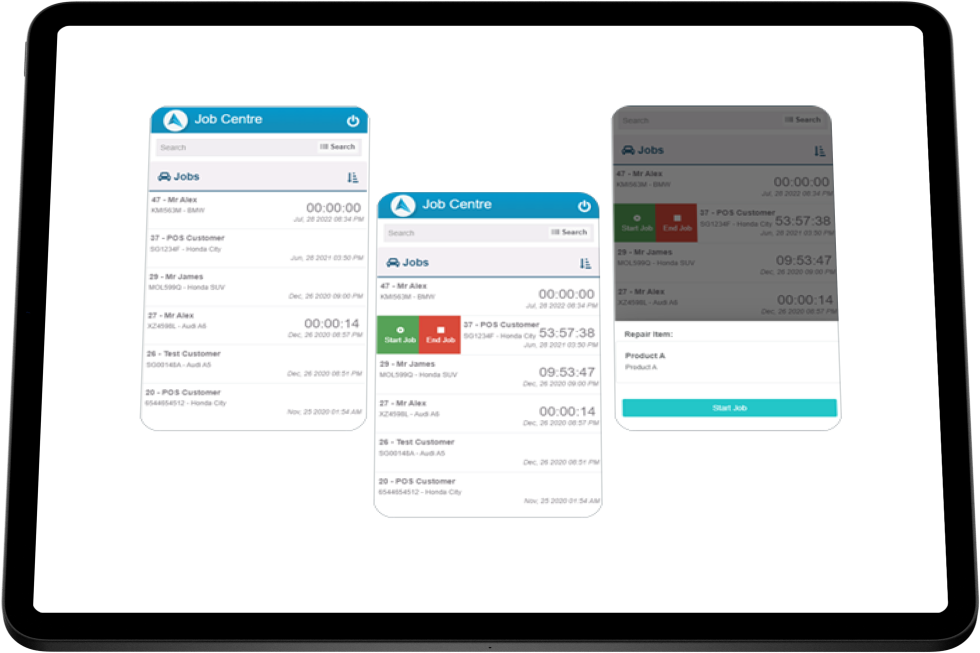 Job Centre
Search
Search
Jobs
47 - Mr Alex
KMI563M - BMW
00:00:00
Jul, 28 2022 08:34 PM
37 - POS Customer
SG1234F - Honda City
Jun, 28 2021 03:50 PM
29 - Mr James
MOL599Q - Honda SUV
Dec, 26 2020 09:00 PM
27 - Mr Alex
XZ4598L - Audi A6
00:00:14
Dec, 26 2020 08:57 PM
26 - Test Customer
SG00148A - Audi A5
Dec, 26 2020 08:51 PM
20 - POS Customer
6544654512 - Honda City
Nov, 25 2020 01:54 AM
Job Centre
Search
Search
Jobs
47 - Mr Alex
KMI563M - BMW
00:00:00
Jul, 28 2022 08:34 PM
Start Job
End Job
37 - POS Customer
SG1234F - Honda City
53:57:38
Jun, 28 2021 03:50 PM
29 - Mr James
MOL599Q - Honda SUV
09:53:47
Dec, 26 2020 09:00 PM
27 - Mr Alex
XZ4598L - Audi A6
00:00:14
Dec, 26 2020 08:57 PM
26 - Test Customer
SG00148A - Audi A5
Dec, 26 2020 08:51 PM
20 - POS Customer
6544654512 - Honda City
Nov, 25 2020 01:54 AM
Search
Search
Jobs
47 - Mr Alex
KMI563M - BMW
00:00:00
Jul, 28 2022 08:34 PM
Start Job
End Job
37 - POS Customer
SG1234F - Honda City
53:57:38
Jun, 28 2021 03:50 PM
29 - Mr James
MOL599Q - Honda SUV
09:53:47
Dec, 26 2020 09:00 PM
27 - Mr Alex
XZ4598L - Audi A6
00:00:14
Dec, 26 2020 08:57 PM
Repair Item:
Product A
Product A
Start Job